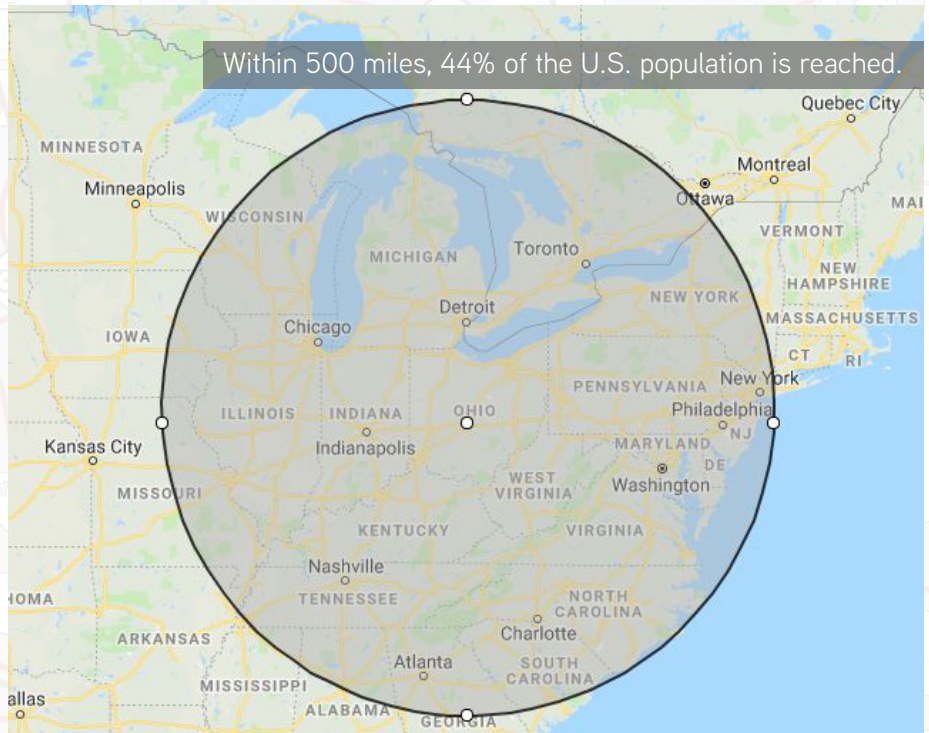 Within 500 miles, 44% of the U.S. population is reached.
Quebec City
MINNESOTA
Montreal
Minneapolis
Ottawa
MAI
WISCONSIN
VERMONT
Toronto
MICHIGAN
NEW
HAMPSHIRE
NEW YORK
Detroit
MASSACHUSETTS
Chicago
IOWA
CT
RI
New York
PENNSYLVANIA
ILLINOIS
INDIANA
OHIO
Philadelphia
NJ
Indianapolis
MARYLAND
Kansas City
DE
WEST
VIRGINIA
Washington
MISSOURI
KENTUCKY
VIRGINIA
Nashville
TENNESSEE
HOMA
NORTH
CAROLINA
Charlotte
ARKANSAS
Atlanta
SOUTH
CAROLINA
MISSISSIPPI
allas
ALABAMA
GEORGIA